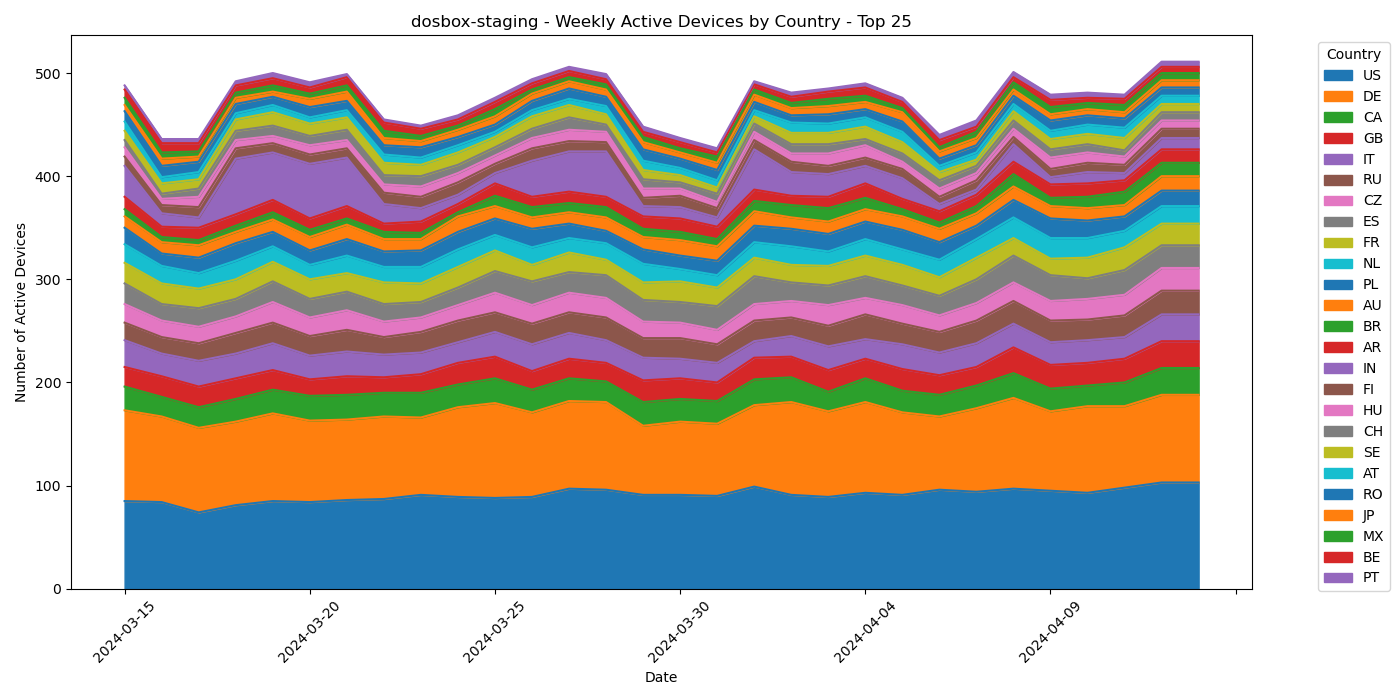 dosbox-staging - Weekly Active Devices by Country - Top 25
Number of Active Devices
500
400
300
200
100
0
2024-03-15
2024-03-20
2024-03-25
2024-03-30
2024-04-04
2024-04-09
Date
Country
US
DE
CA
GB
IT
RU
CZ
ES
FR
NL
PL
AU
BR
AR
IN
FI
HU
CH
SE
AT
RO
JP
MX
BE
PT